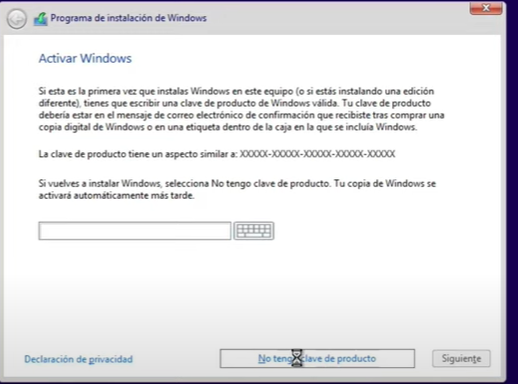 Programa de instalación de Windows
Activar Windows
Si esta es la primera vez que instalas Windows en este equipo (o si estás instalando una edición
diferente), tienes que escribir una clave de producto de Windows válida. Tu clave de producto
debería estar en el mensaje de correo electrónico de confirmación que recibiste tras comprar una
copia digital de Windows o en una etiqueta dentro de la caja en la que se incluía Windows.
La clave de producto tiene un aspecto similar a: XXXXX-XXXXX-XXXXX-XXXXX-XXXXX
Si vuelves a instalar Windows, selecciona No tengo clave de producto. Tu copia de Windows se
activará automáticamente más tarde.
Declaración de privacidad
No tengo clave de producto
Siguiente